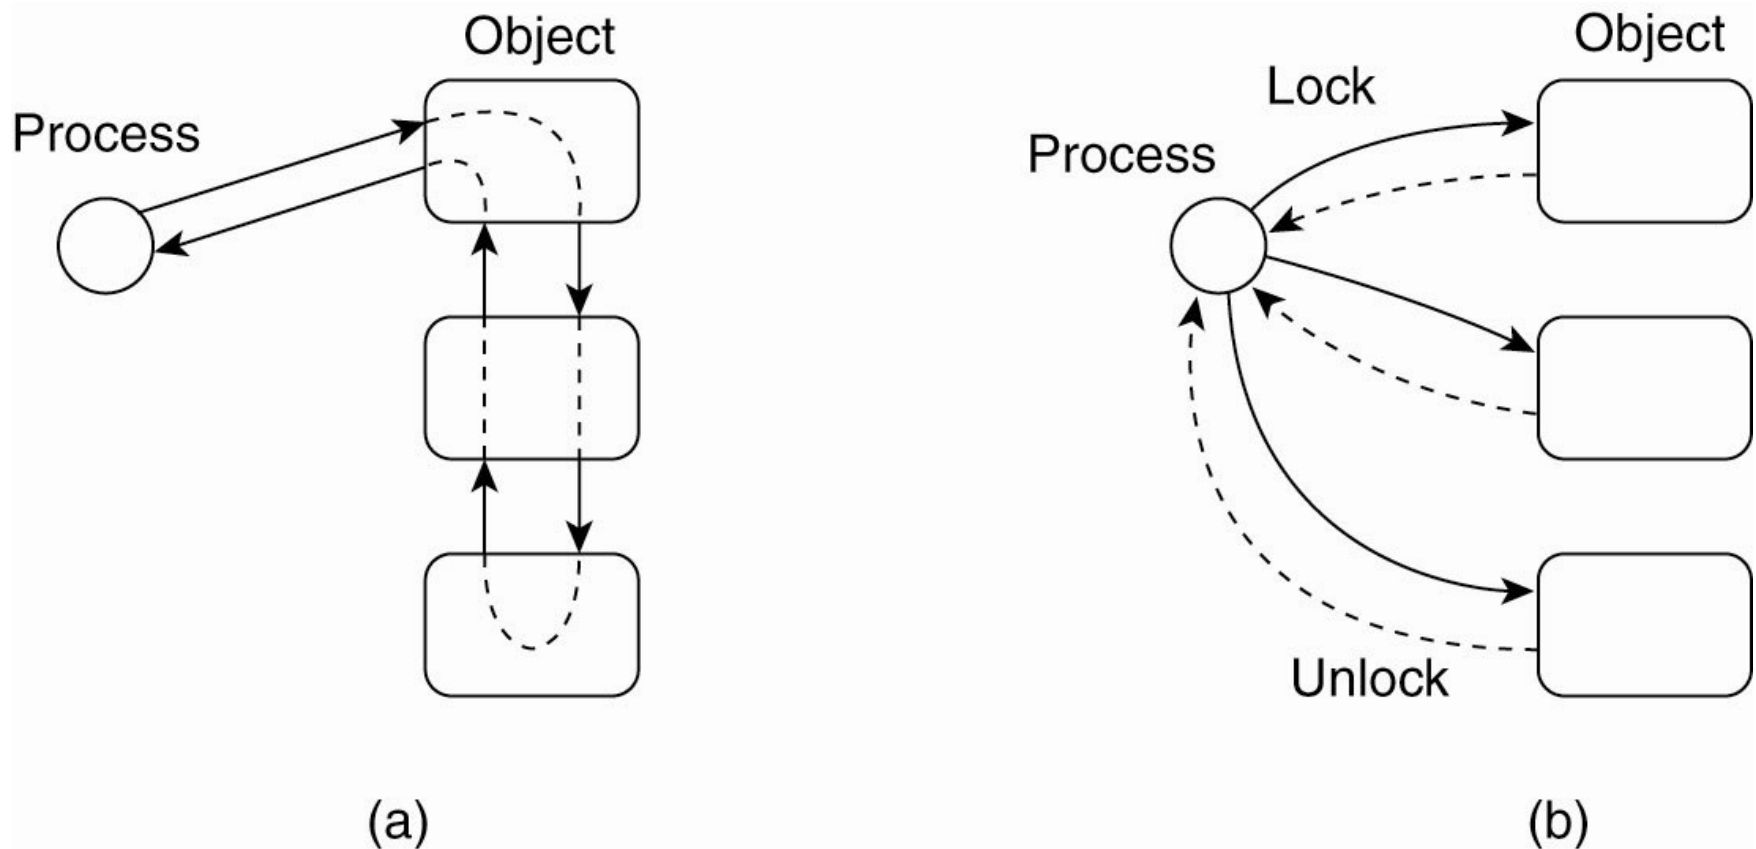 Object
Process
(a)
Object
Lock
Process
Unlock
(b)